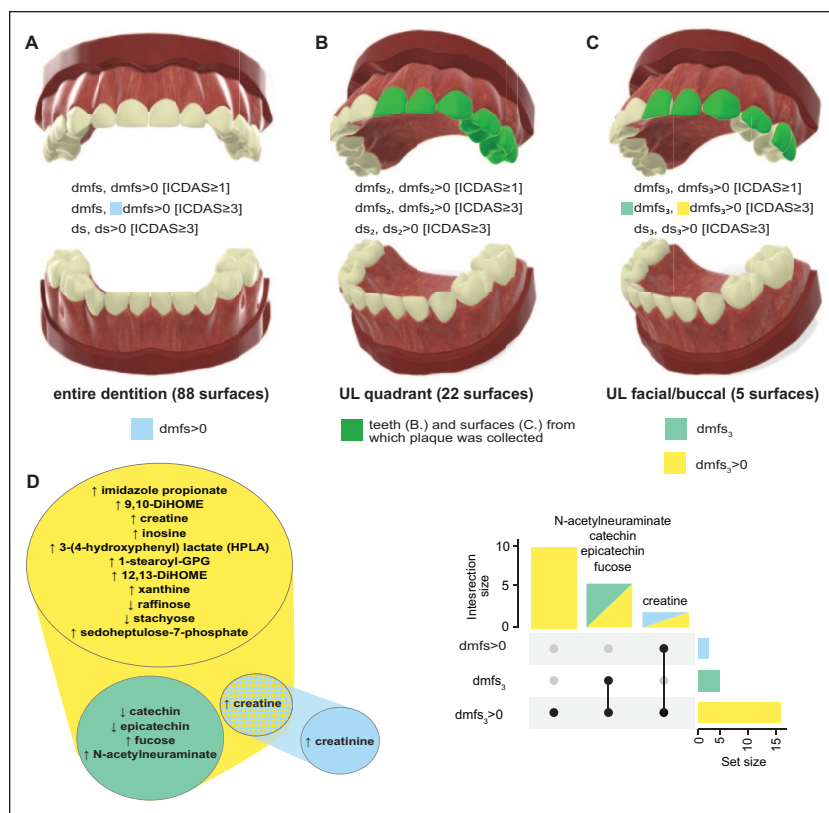 A
B
C
dmfs, dmfs>0 [ICDAS≥1]
dmfs, dmfs>0 [ICDAS≥3]
ds, ds>0 [ICDAS≥3]
dmfs₂, dmfs₂>0 [ICDAS≥1]
dmfs₂, dmfs₂>0 [ICDAS≥3]
ds₂, ds₂>0 [ICDAS≥3]
dmfs₃, dmfs₃>0 [ICDAS≥1]
dmfs₃, dmfs₃>0 [ICDAS≥3]
ds₃, ds₃>0 [ICDAS≥3]
entire dentition (88 surfaces)
dmfs>0
UL quadrant (22 surfaces)
teeth (B.) and surfaces (C.) from
which plaque was collected
UL facial/buccal (5 surfaces)
dmfs₃
dmfs₃>0
D
↑ imidazole propionate
↑ 9,10-DiHOME
↑ creatine
↑ inosine
↑ 3-(4-hydroxyphenyl) lactate (HPLA)
↑ 1-stearoyl-GPG
↑ 12,13-DiHOME
↑ xanthine
↓ raffinose
↓ stachyose
↑ sedoheptulose-7-phosphate
↓ catechin
↓ epicatechin
↑ fucose
↑ N-acetylneuraminate
↑ creatine
↑ creatinine
N-acetylneuraminate
catechin
epicatechin
fucose
creatine
Intesrection
size
10
5
0
dmfs>0
dmfs₃
dmfs₃>0
0
5
15
Set size